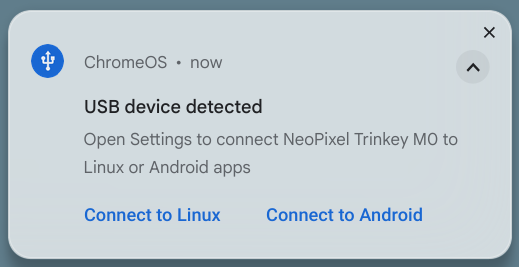 ChromeOS • now
USB device detected
Open Settings to connect NeoPixel Trinkey M0 to
Linux or Android apps
Connect to Linux Connect to Android